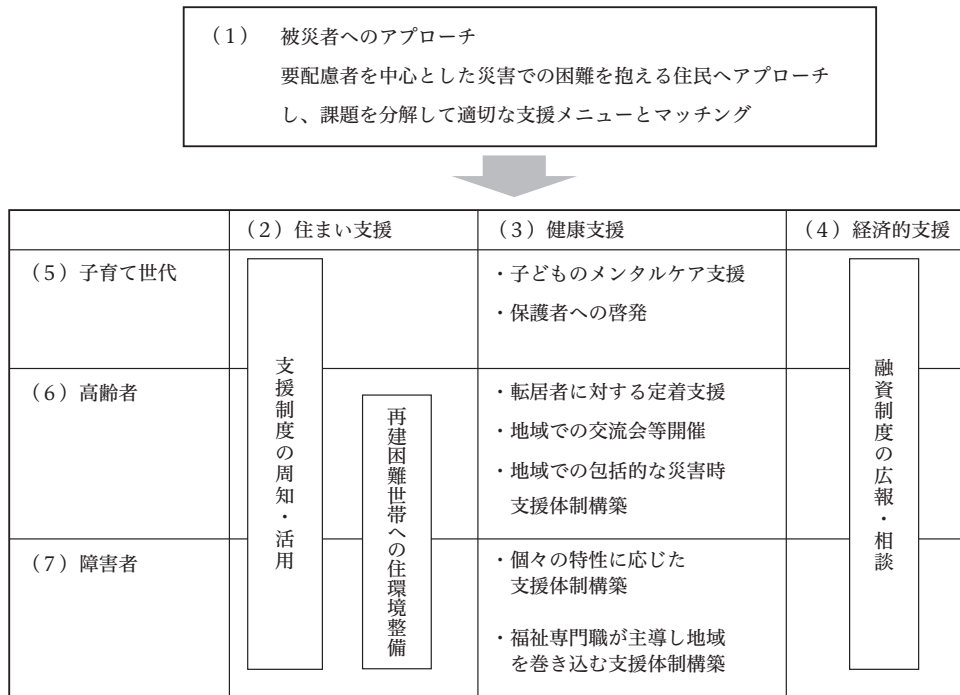 （１） 被災者へのアプローチ
要配慮者を中心とした災害での困難を抱える住民へアプローチ
し、課題を分解して適切な支援メニューとマッチング
（２）住まい支援
（３）健康支援
（４）経済的支援
（５）子育て世代
・子どものメンタルケア支援
・保護者への啓発
支援制度の周知・活用
融資制度の広報・相談
（６）高齢者
再建困難世帯への住環境整備
・転居者に対する定着支援
・地域での交流会等開催
・地域での包括的な災害時
支援体制構築
（７）障害者
・個々の特性に応じた
支援体制構築
・福祉専門職が主導し地域
を巻き込む支援体制構築